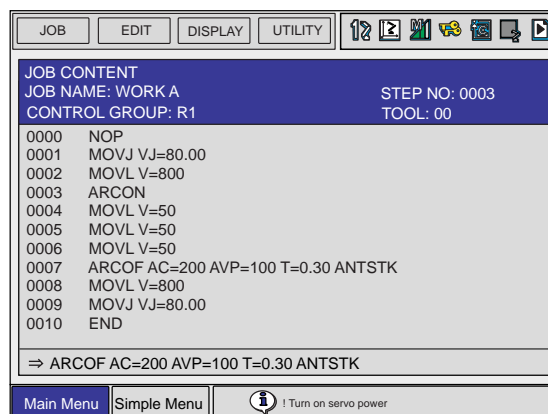 JOB EDIT DISPLAY UTILITY
JOB CONTENT
JOB NAME: WORK A STEP NO: 0003
CONTROL GROUP: R1 TOOL: 00
0000 NOP
0001 MOVJ VJ=80.00
0002 MOVL V=800
0003 ARCON
0004 MOVL V=50
0005 MOVL V=50
0006 MOVL V=50
0007 ARCOF AC=200 AVP=100 T=0.30 ANTSTK
0008 MOVL V=800
0009 MOVJ VJ=80.00
0010 END
⇒ ARCOF AC=200 AVP=100 T=0.30 ANTSTK
Main Menu Simple Menu ! Turn on servo power